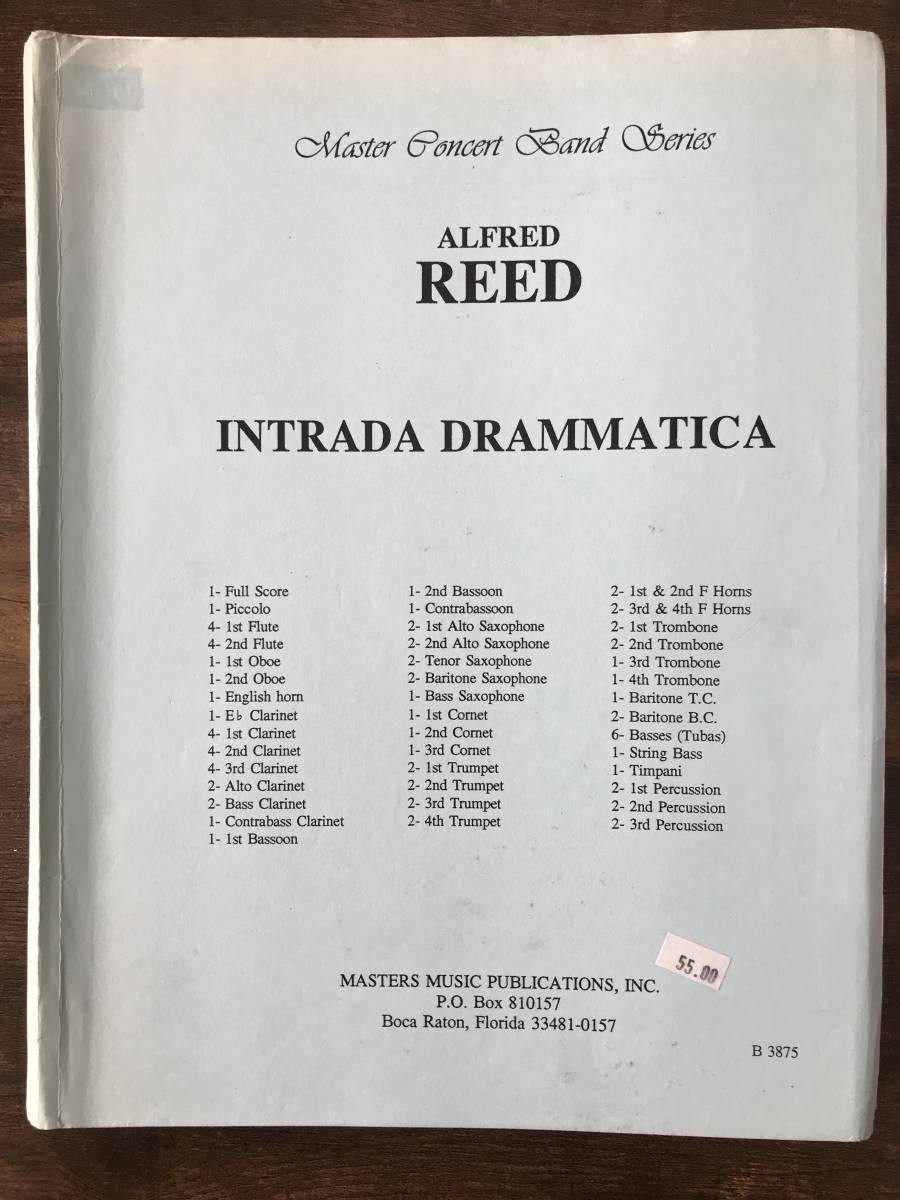 Master Concert Band Series
ALFRED
REED
INTRADA DRAMMATICA
1- Full Score
1- Piccolo
4- 1st Flute
4- 2nd Flute
1- 1st Oboe
1- 2nd Oboe
1- English horn
1- E♭ Clarinet
4- 1st Clarinet
4- 2nd Clarinet
4- 3rd Clarinet
2- Alto Clarinet
2- Bass Clarinet
1- Contrabass Clarinet
1- 1st Bassoon
1- 2nd Bassoon
1- Contrabassoon
2- 1st Alto Saxophone
2- 2nd Alto Saxophone
2- Tenor Saxophone
2- Baritone Saxophone
1- Bass Saxophone
1- 1st Cornet
1- 2nd Cornet
1- 3rd Cornet
2- 1st Trumpet
2- 2nd Trumpet
2- 3rd Trumpet
2- 4th Trumpet
2- 1st & 2nd F Horns
2- 3rd & 4th F Horns
2- 1st Trombone
2- 2nd Trombone
1- 3rd Trombone
1- 4th Trombone
1- Baritone T.C.
2- Baritone B.C.
6- Basses (Tubas)
1- String Bass
1- Timpani
2- 1st Percussion
2- 2nd Percussion
2- 3rd Percussion
55.00
MASTERS MUSIC PUBLICATIONS, INC.
P.O. Box 810157
Boca Raton, Florida 33481-0157
B 3875